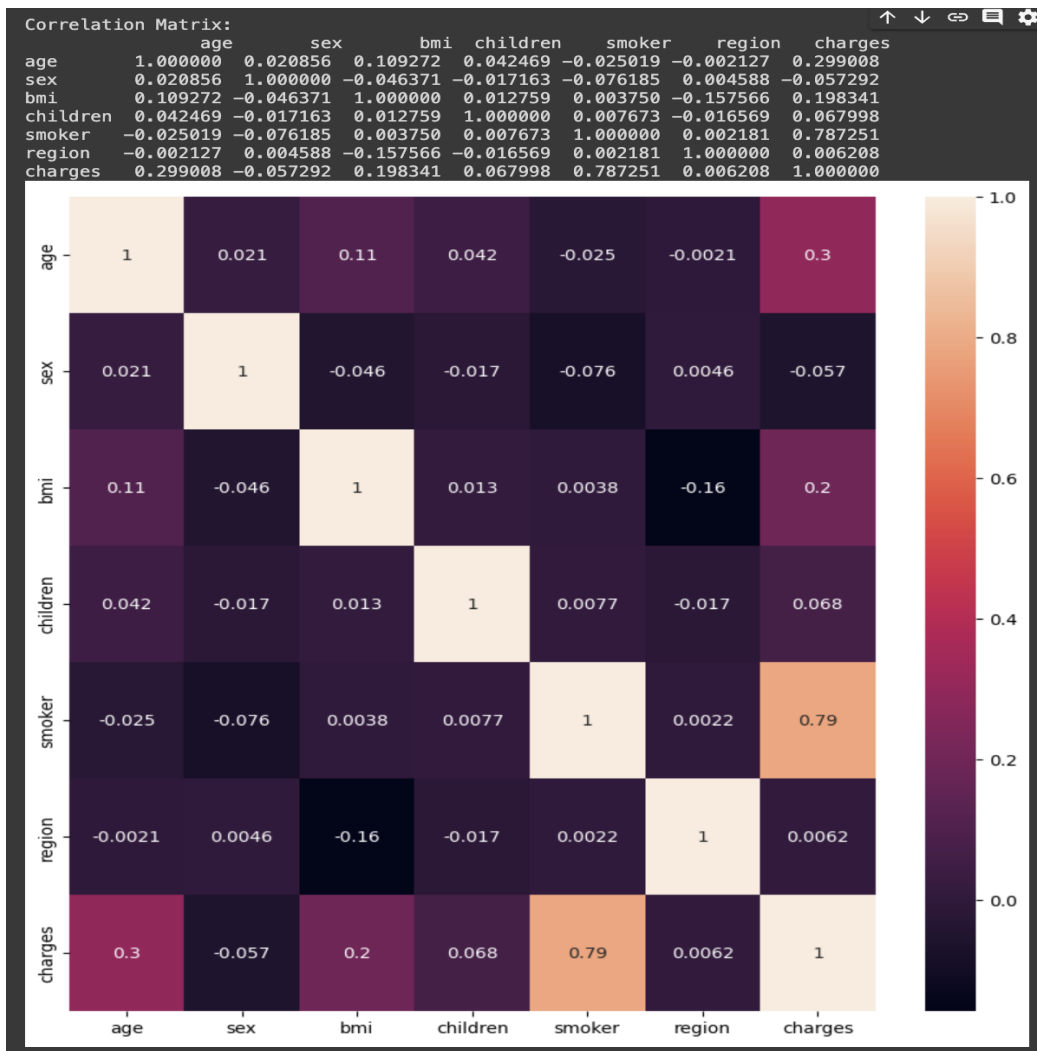 Correlation Matrix:
age sex bmi children smoker region charges
age 1.000000 0.020856 0.109272 0.042469 -0.025019 -0.002127 0.299008
sex 0.020856 1.000000 -0.046371 -0.017163 -0.076185 0.004588 -0.057292
bmi 0.109272 -0.046371 1.000000 0.012759 0.003750 -0.157566 0.198341
children 0.042469 -0.017163 0.012759 1.000000 0.007673 -0.016569 0.067998
smoker -0.025019 -0.076185 0.003750 0.007673 1.000000 0.002181 0.787251
region -0.002127 0.004588 -0.157566 -0.016569 0.002181 1.000000 0.006208
charges 0.299008 -0.057292 0.198341 0.067998 0.787251 0.006208 1.000000
age 1 0.021 0.11 0.042 -0.025 -0.0021 0.3
sex 0.021 1 -0.046 -0.017 -0.076 0.0046 -0.057
bmi 0.11 -0.046 1 0.013 0.0038 -0.16 0.2
children 0.042 -0.017 0.013 1 0.0077 -0.017 0.068
smoker -0.025 -0.076 0.0038 0.0077 1 0.0022 0.79
region -0.0021 0.0046 -0.16 -0.017 0.0022 1 0.0062
charges 0.3 -0.057 0.2 0.068 0.79 0.0062 1
age sex bmi children smoker region charges
1.0
0.8
0.6
0.4
0.2
0.0